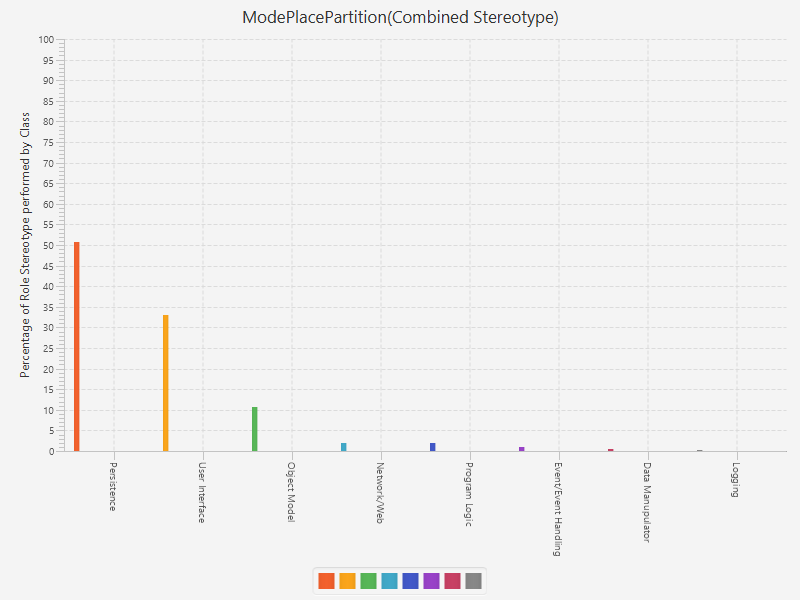 ModePlacePartition(Combined Stereotype)
Percentage of Role Stereotype performed by Class
100
95
90
85
80
75
70
65
60
55
50
45
40
35
30
25
20
15
10
5
0
Persistence
User Interface
Object Model
Network/Web
Program Logic
Event/Event Handling
Data Manupulator
Logging